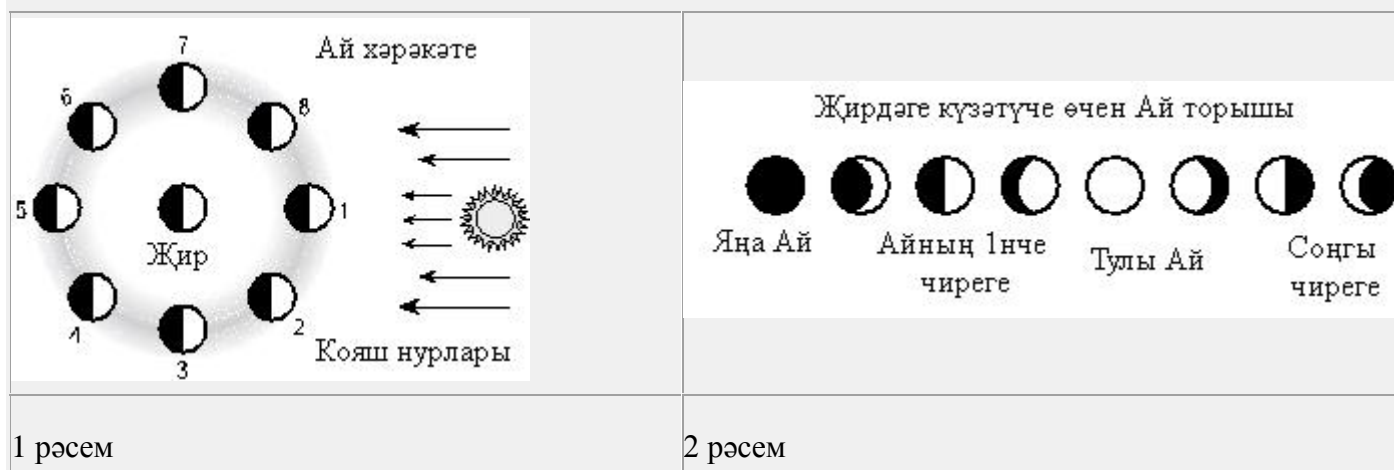 Ай хәрәкәте
7
6
8
5
1
Җир
4
2
3
Кояш нурлары
Җирдәге күзәтүче өчен Ай торышы
Яңа Ай
Айның 1нче
чиреге
Тулы Ай
Соңгы
чиреге
1 рәсем
2 рәсем